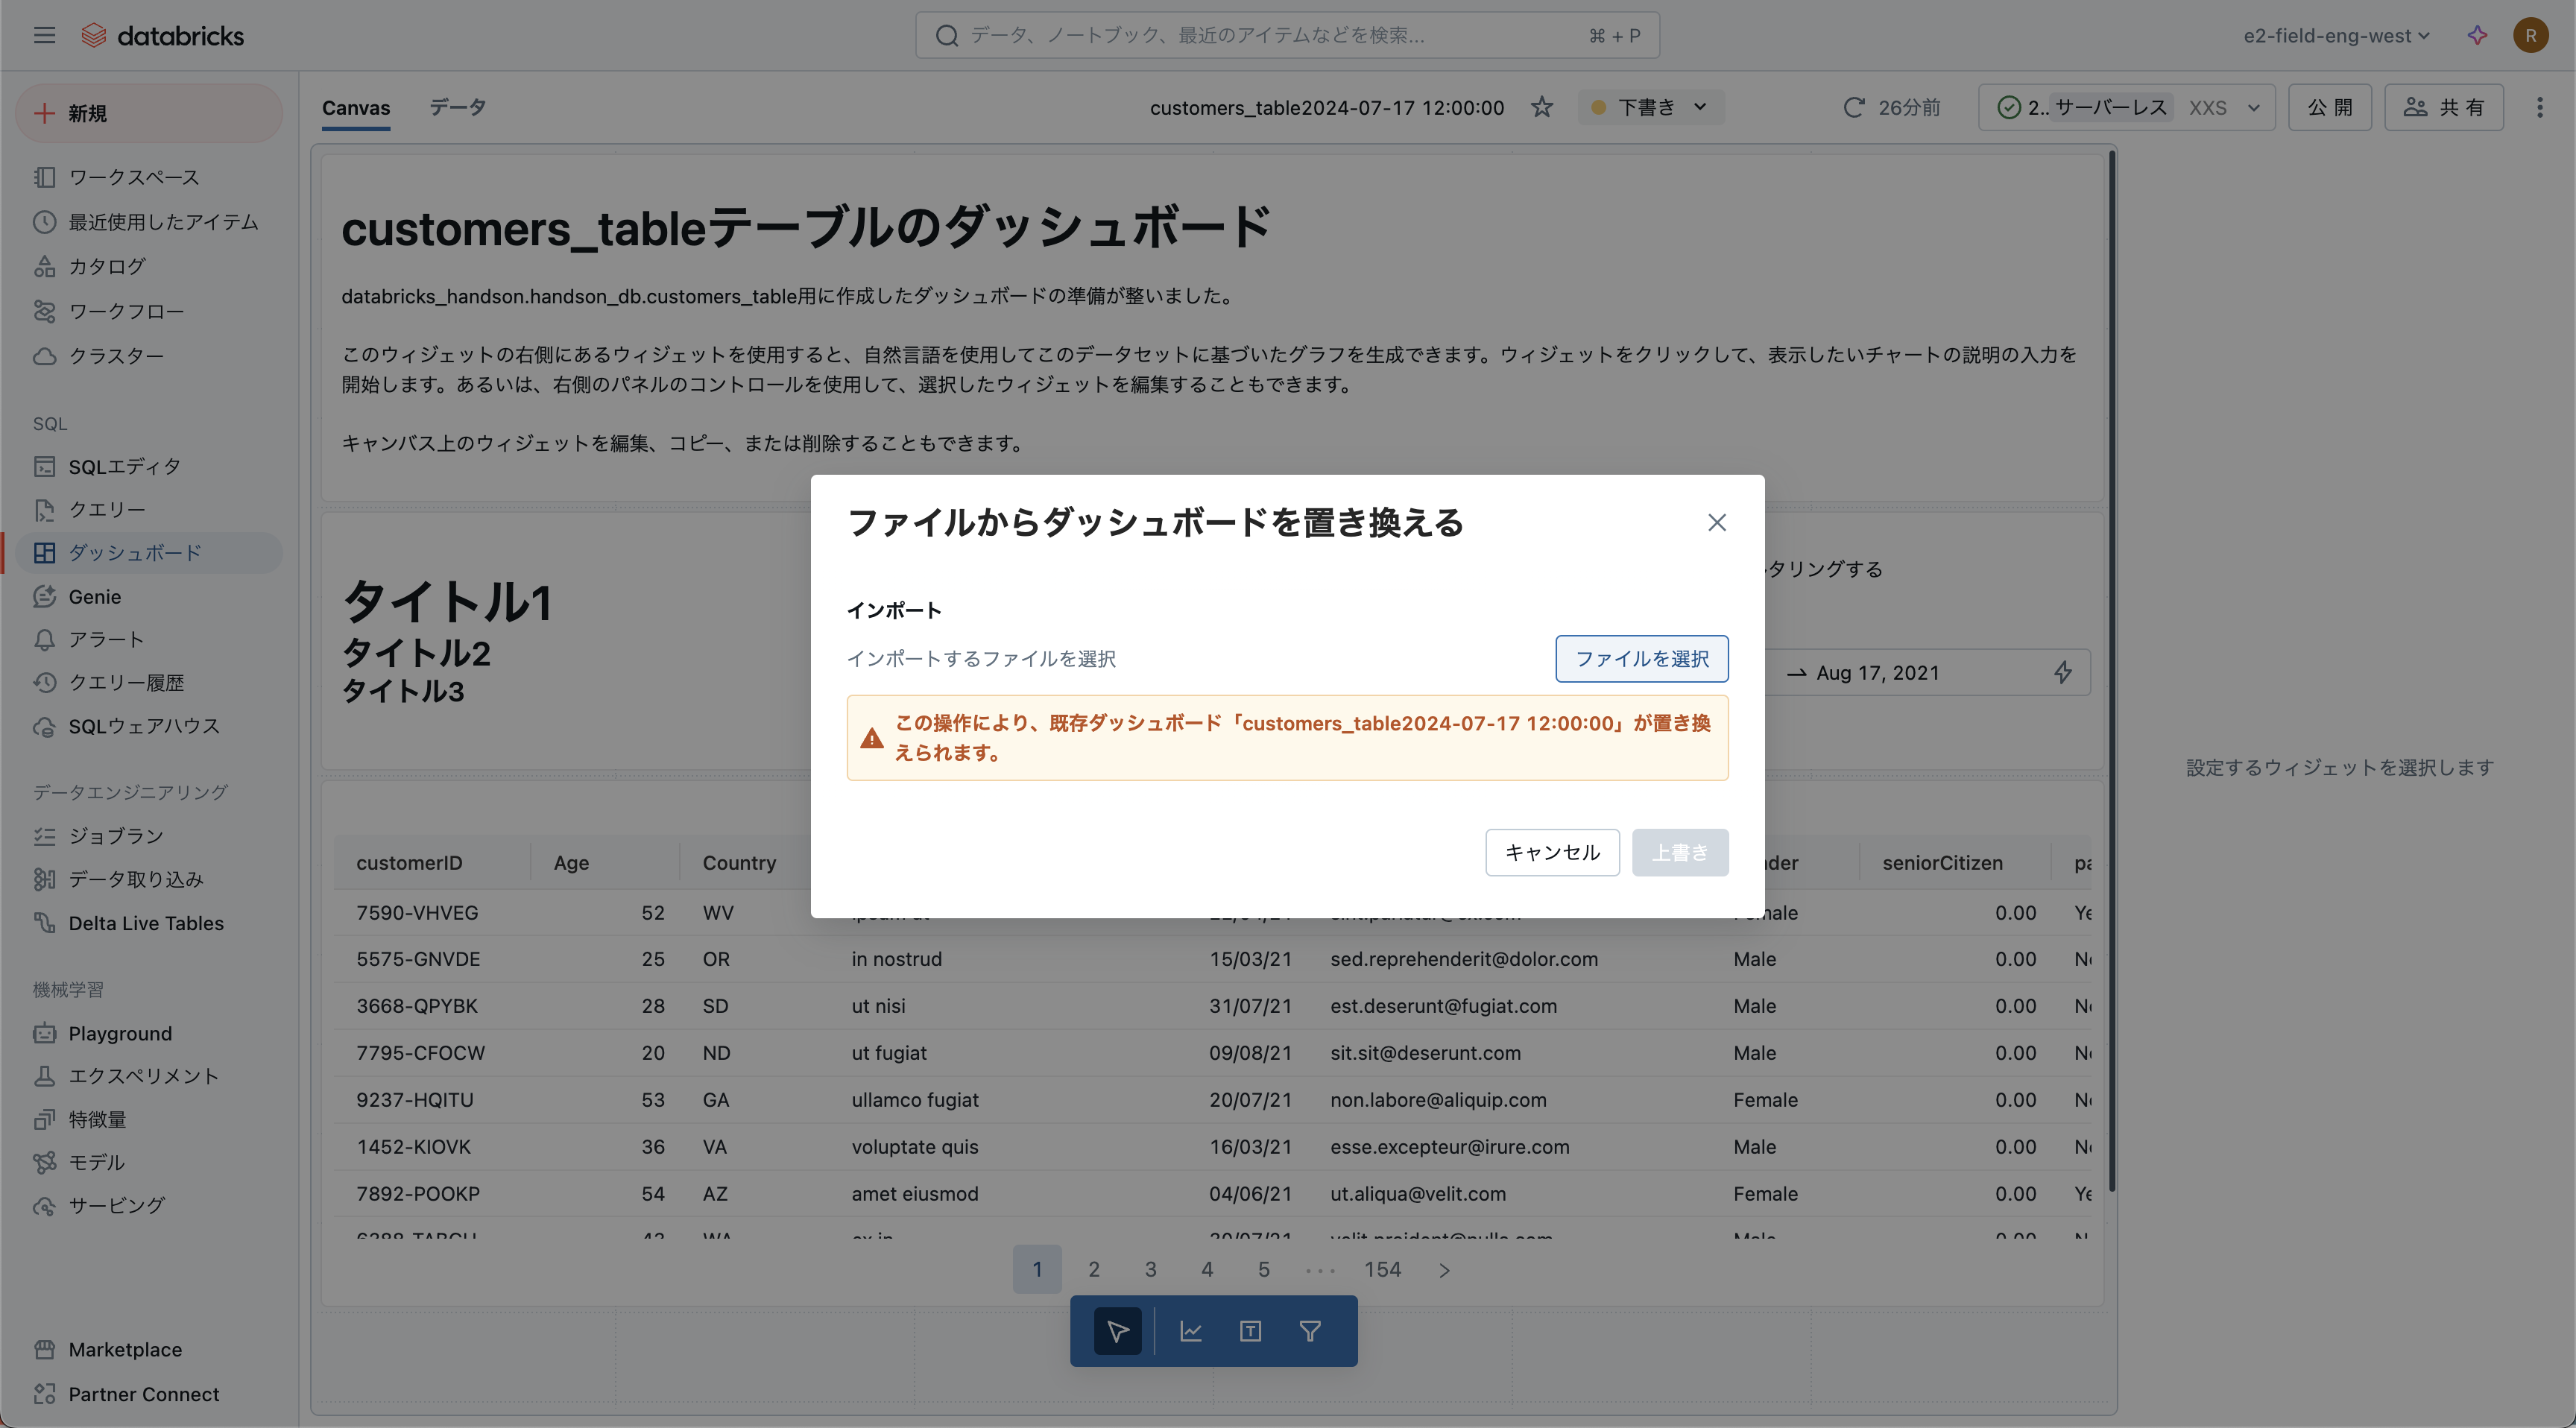 databricks
データ、ノートブック、最近のアイテムなどを検索...
⌘ + P
e2-field-eng-west
R
新規
ワークスペース
最近使用したアイテム
カタログ
ワークフロー
クラスター
SQL
SQLエディタ
クエリー
ダッシュボード
Genie
アラート
クエリー履歴
SQLウェアハウス
データエンジニアリング
ジョブラン
データ取り込み
Delta Live Tables
機械学習
Playground
エクスペリメント
特徴量
モデル
サービング
Marketplace
Partner Connect
Canvas データ
customers_table2024-07-17 12:00:00
下書き
26分前
2.. サーバーレス XXS
公開
共有
customers_tableテーブルのダッシュボード
databricks_handson.handson_db.customers_table用に作成したダッシュボードの準備が整いました。
このウィジェットの右側にあるウィジェットを使用すると、自然言語を使用してこのデータセットに基づいたグラフを生成できます。ウィジェットをクリックして、表示したいチャートの説明の入力を
開始します。あるいは、右側のパネルのコントロールを使用して、選択したウィジェットを編集することもできます。
キャンバス上のウィジェットを編集、コピー、または削除することもできます。
タイトル1
タイトル2
タイトル3
タリングする
Aug 17, 2021
設定するウィジェットを選択します
ファイルからダッシュボードを置き換える
インポート
インポートするファイルを選択
ファイルを選択
この操作により、既存ダッシュボード「customers_table2024-07-17 12:00:00」が置き換
えられます。
キャンセル
上書き
customerID Age Country der seniorCitizen pa
7590-VHVEG 52 WV male 0.00 Ye
5575-GNVDE 25 OR in nostrud 15/03/21 sed.reprehenderit@dolor.com Male 0.00 No
3668-QPYBK 28 SD ut nisi 31/07/21 est.deserunt@fugiat.com Male 0.00 No
7795-CFOCW 20 ND ut fugiat 09/08/21 sit.sit@deserunt.com Male 0.00 No
9237-HQITU 53 GA ullamco fugiat 20/07/21 non.labore@aliquip.com Female 0.00 No
1452-KIOVK 36 VA voluptate quis 16/03/21 esse.excepteur@irure.com Male 0.00 No
7892-POOKP 54 AZ amet eiusmod 04/06/21 ut.aliqua@velit.com Female 0.00 Ye
1 2 3 4 5 ••• 154